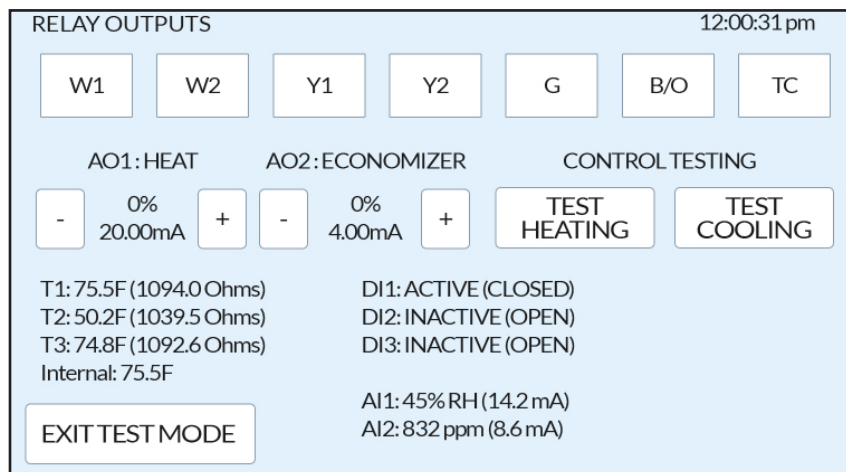 RELAY OUTPUTS 12:00:31 pm
W1 W2 Y1 Y2 G B/O TC
AO1: HEAT AO2: ECONOMIZER CONTROL TESTING
- 0% + - 0% + TEST HEATING TEST COOLING
20.00mA 4.00mA
T1: 75.5F (1094.0 Ohms) DI1: ACTIVE (CLOSED)
T2: 50.2F (1039.5 Ohms) DI2: INACTIVE (OPEN)
T3: 74.8F (1092.6 Ohms) DI3: INACTIVE (OPEN)
Internal: 75.5F
AI1: 45% RH (14.2 mA)
AI2: 832 ppm (8.6 mA)
EXIT TEST MODE